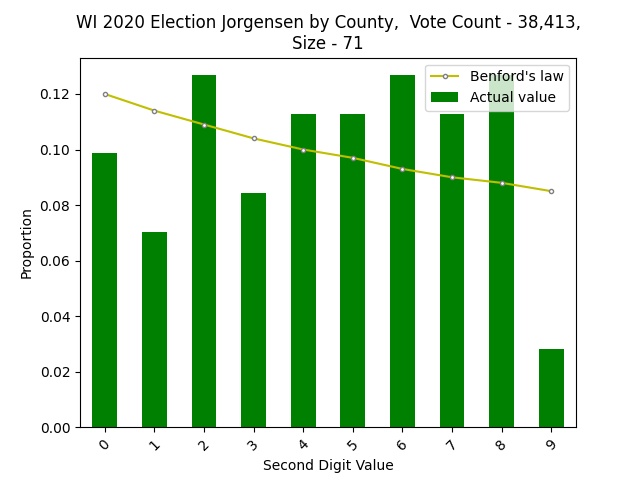 WI 2020 Election Jorgensen by County,  Vote Count - 38,413,
Size - 71
Benford's law
Actual value
0.12
0.10
0.08
0.06
0.04
0.02
0.00
Proportion
0
1
2
3
4
5
6
7
8
9
Second Digit Value